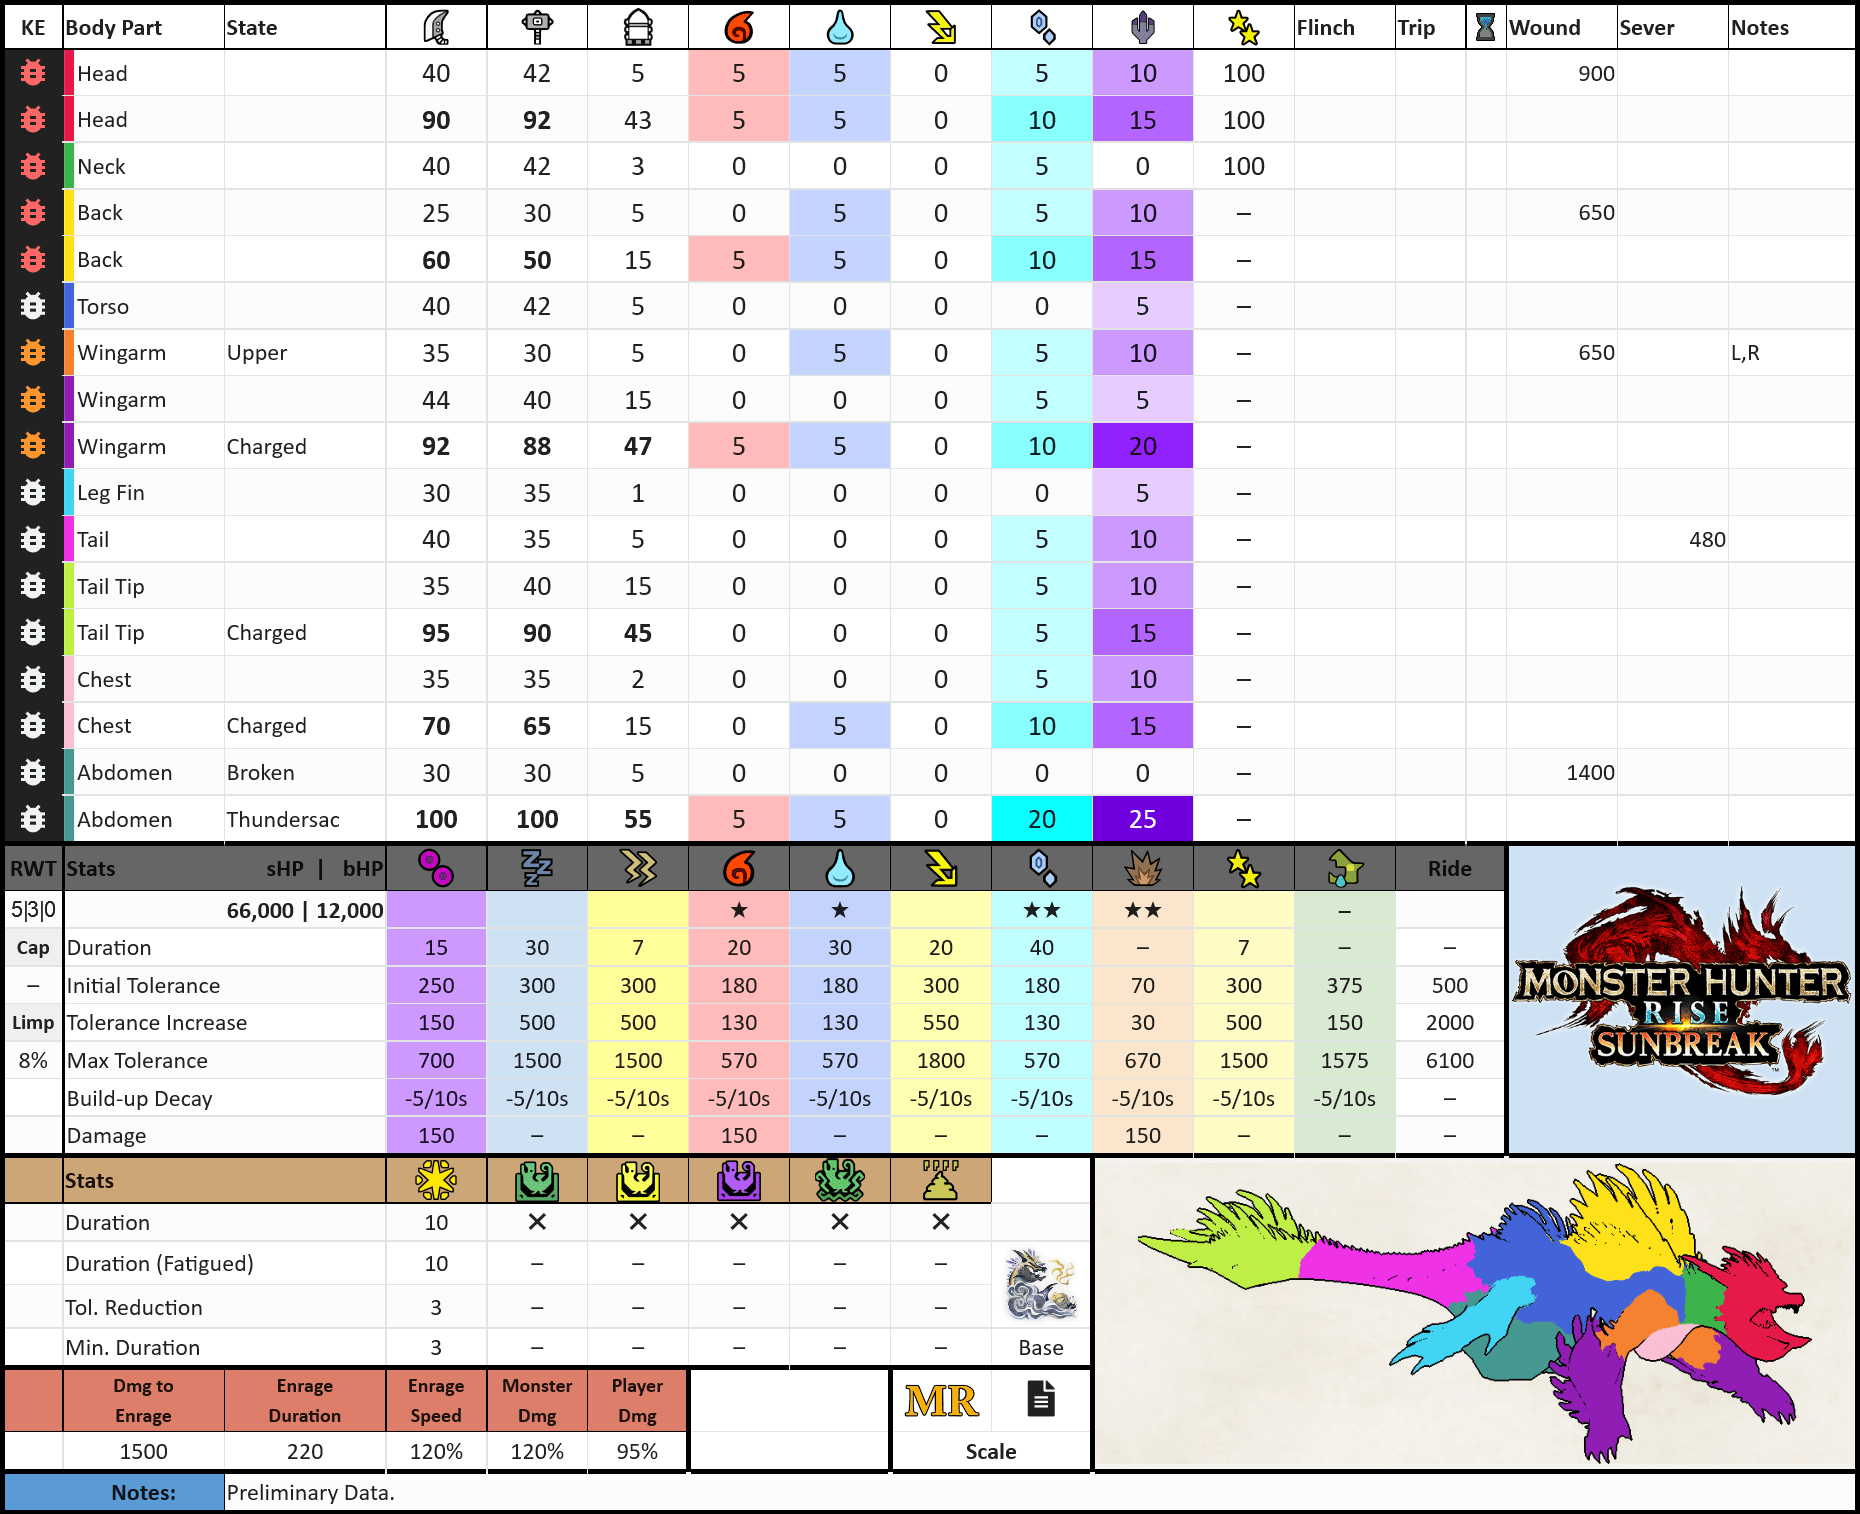 KE Body Part State Flinch Trip Wound Sever Notes
Head 40 42 5 5 5 0 5 10 100 900
Head 90 92 43 5 5 0 10 15 100
Neck 40 42 3 0 0 0 5 0 100
Back 25 30 5 0 5 0 5 10 – 650
Back 60 50 15 5 5 0 10 15 –
Torso 40 42 5 0 0 0 0 5 –
Wingarm Upper 35 30 5 0 5 0 5 10 – 650 L,R
Wingarm 44 40 15 0 0 0 5 5 –
Wingarm Charged 92 88 47 5 5 0 10 20 –
Leg Fin 30 35 1 0 0 0 0 5 –
Tail 40 35 5 0 0 0 5 10 – 480
Tail Tip 35 40 15 0 0 0 5 10 –
Tail Tip Charged 95 90 45 0 0 0 5 15 –
Chest 35 35 2 0 0 0 5 10 –
Chest Charged 70 65 15 0 5 0 10 15 –
Abdomen Broken 30 30 5 0 0 0 0 0 – 1400
Abdomen Thundersac 100 100 55 5 5 0 20 25 –
RWT Stats sHP | bHP Ride
5|3|0 66,000 | 12,000 ★ ★ ★★ ★★ –
Cap Duration 15 30 7 20 30 20 40 – 7 – –
– Initial Tolerance 250 300 300 180 180 300 180 70 300 375 500
Limp Tolerance Increase 150 500 500 130 130 550 130 30 500 150 2000
8% Max Tolerance 700 1500 1500 570 570 1800 570 670 1500 1575 6100
Build-up Decay -5/10s -5/10s -5/10s -5/10s -5/10s -5/10s -5/10s -5/10s -5/10s -5/10s –
Damage 150 – – 150 – – – 150 – – –
MONSTER HUNTER
RISE
SUNBREAK
™
Stats
Duration 10 ✕ ✕ ✕ ✕ ✕
Duration (Fatigued) 10 – – – – –
Tol. Reduction 3 – – – – –
Min. Duration 3 – – – – – Base
Dmg to Enrage Enrage Monster Player
Enrage Duration Speed Dmg Dmg
MR
1500 220 120% 120% 95% Scale
Notes: Preliminary Data.